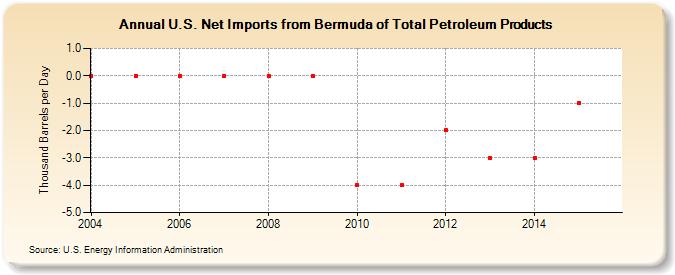 Annual U.S. Net Imports from Bermuda of Total Petroleum Products
Thousand Barrels per Day
1.0
0.0
-1.0
-2.0
-3.0
-4.0
-5.0
2004 2006 2008 2010 2012 2014
Source: U.S. Energy Information Administration